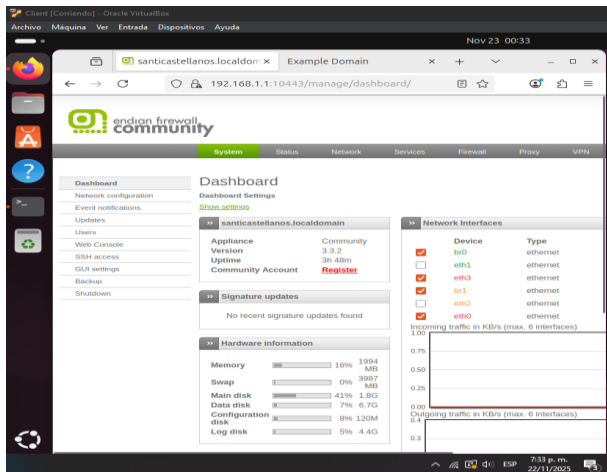 Client [Corriendo] - Oracle VirtualBox
Archivo Máquina Ver Entrada Dispositivos Ayuda
Nov 23 00:33
santicastellanos.localdom × Example Domain × +
192.168.1.1:10443/manage/dashboard/
endian firewall
community
System Status Network Services Firewall Proxy VPN
Dashboard
Network configuration
Event notifications
Updates
Users
Web Console
SSH access
GUI settings
Backup
Shutdown
Dashboard
Dashboard Settings
Show settings
santicastellanos.localdomain
Appliance Community
Version 3.3.2
Uptime 3h 48m
Community Account Register
Signature updates
No recent signature updates found
Hardware information
Memory 16% 1994 MB
Swap 0% 3987 MB
Main disk 41% 1.8G
Data disk 7% 6.7G
Configuration disk 8% 120M
Log disk 5% 4.4G
Network Interfaces
Device Type
br0 ethernet
eth1 ethernet
eth3 ethernet
br1 ethernet
eth2 ethernet
eth0 ethernet
Incoming traffic in KB/s (max. 6 interfaces)
1.00
0.75
0.50
0.25
0.00
Outgoing traffic in KB/s (max. 6 interfaces)
0.4
0.3
ESP
7:33 p. m.
22/11/2025
3